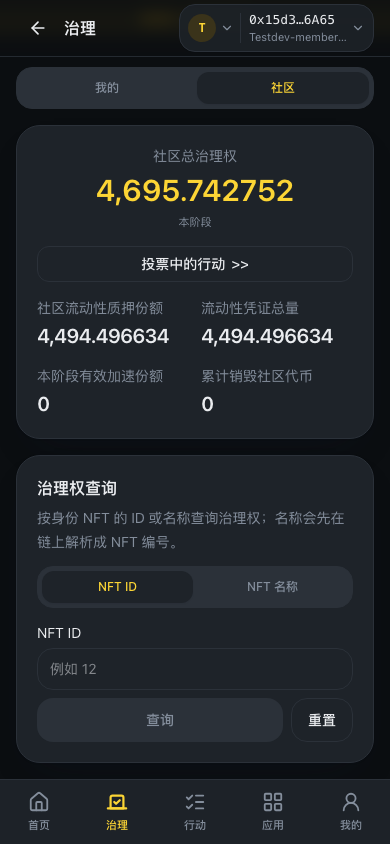 治理
T
0x15d3…6A65
Testdev-member...
我的
社区
社区总治理权
4,695.742752
本阶段
投票中的行动 >>
社区流动性质押份额
流动性凭证总量
4,494.496634
4,494.496634
本阶段有效加速份额
累计销毁社区代币
0
0
治理权查询
按身份 NFT 的 ID 或名称查询治理权；名称会先在
链上解析成 NFT 编号。
NFT ID
NFT 名称
NFT ID
例如 12
查询
重置
首页
治理
行动
应用
我的